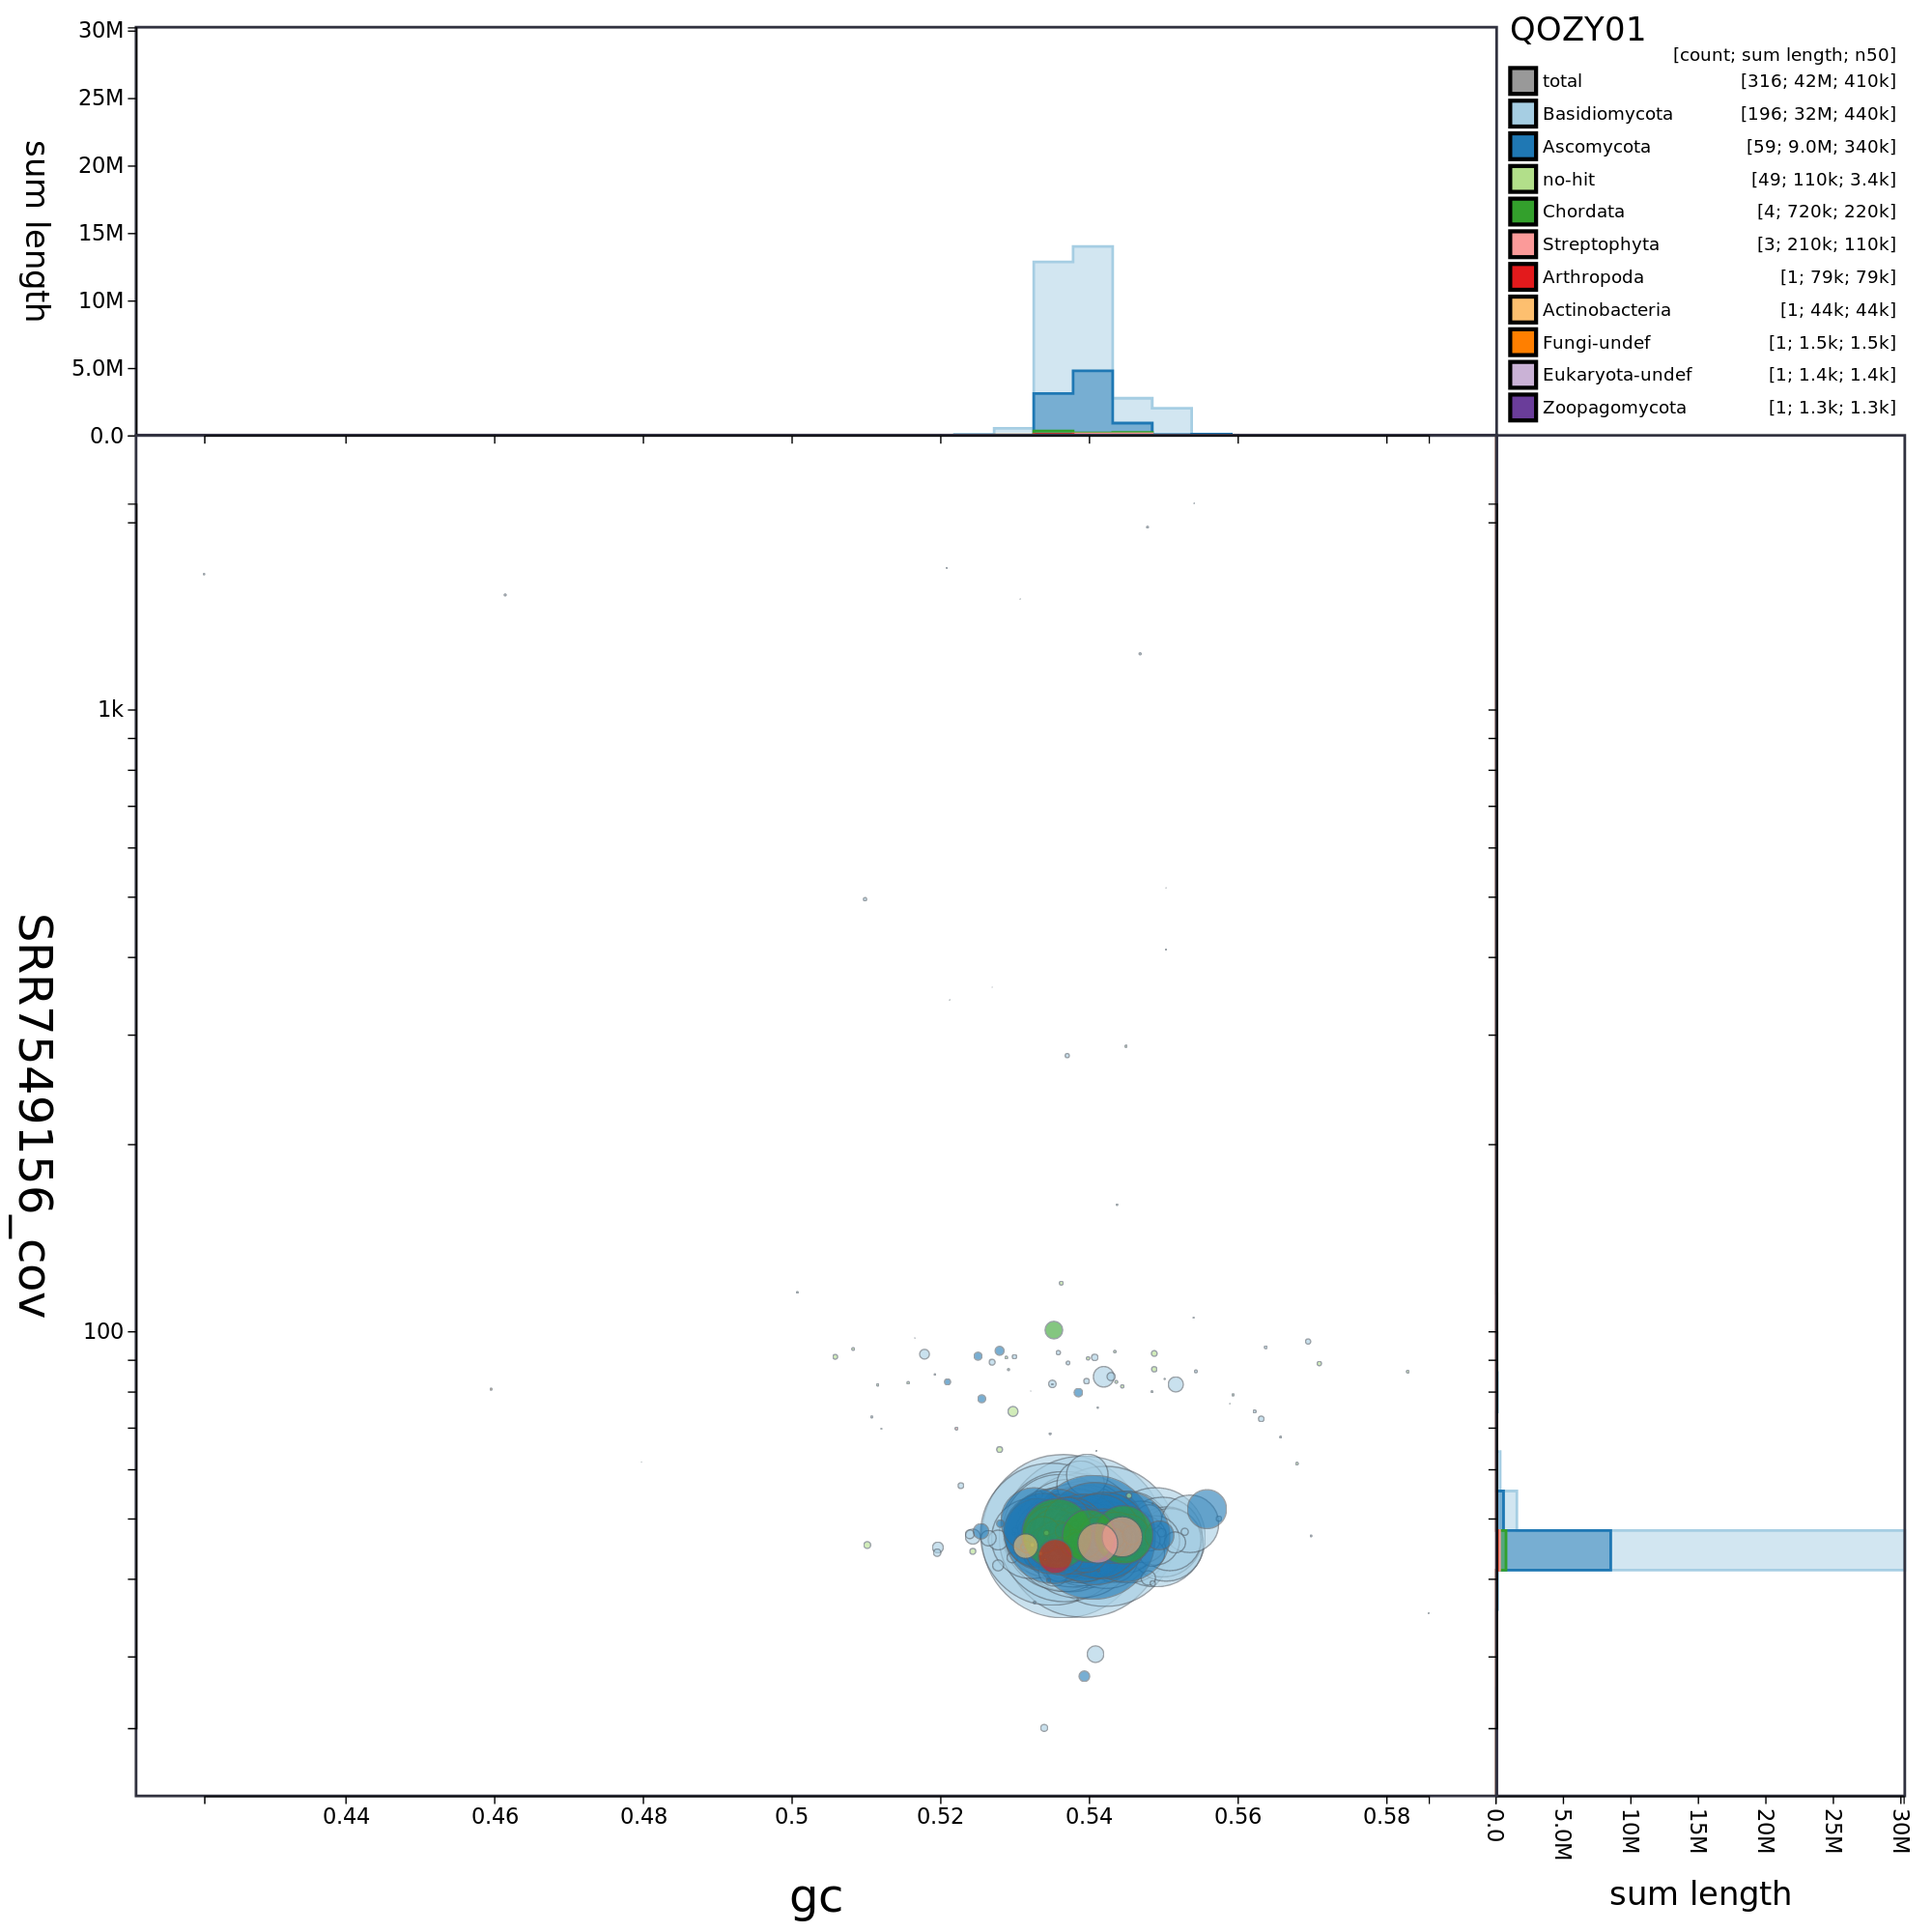 QOZY01
[count; sum length; n50]
total [316; 42M; 410k]
Basidiomycota [196; 32M; 440k]
Ascomycota [59; 9.0M; 340k]
no-hit [49; 110k; 3.4k]
Chordata [4; 720k; 220k]
Streptophyta [3; 210k; 110k]
Arthropoda [1; 79k; 79k]
Actinobacteria [1; 44k; 44k]
Fungi-undef [1; 1.5k; 1.5k]
Eukaryota-undef [1; 1.4k; 1.4k]
Zoopagomycota [1; 1.3k; 1.3k]
30M
25M
20M
15M
10M
5.0M
0.0
sum length
1k
100
SRR7549156_cov
0.44 0.46 0.48 0.5 0.52 0.54 0.56 0.58
gc
0.0 5.0M 10M 15M 20M 25M 30M
sum length